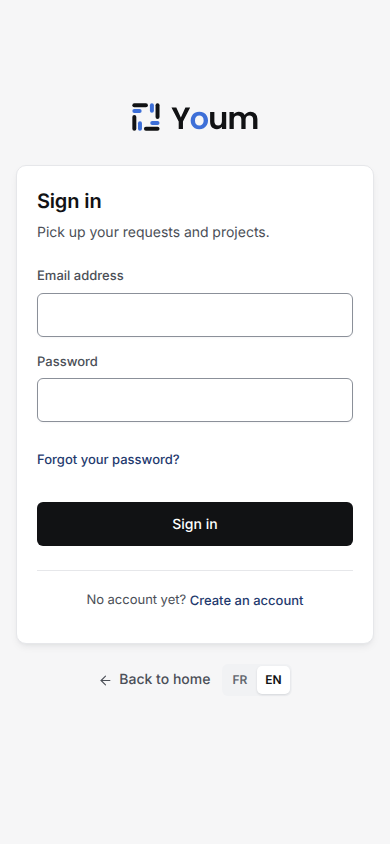 Youm
Sign in
Pick up your requests and projects.
Email address
Password
Forgot your password?
Sign in
No account yet? Create an account
← Back to home FR EN